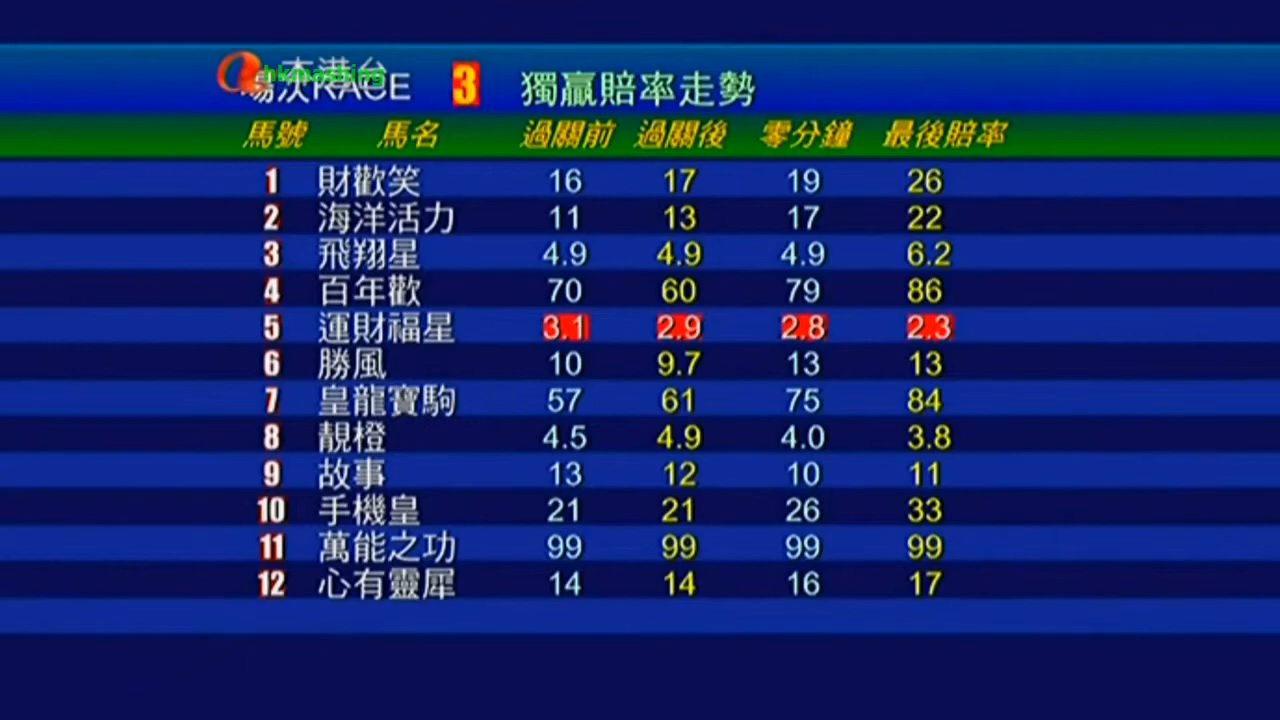 本港台
hkmashing
場次RACE 3 獨贏賠率走勢
馬號 馬名 過關前 過關後 零分鐘 最後賠率
1 財歡笑 16 17 19 26
2 海洋活力 11 13 17 22
3 飛翔星 4.9 4.9 4.9 6.2
4 百年歡 70 60 79 86
5 運財福星 3.1 2.9 2.8 2.3
6 勝風 10 9.7 13 13
7 皇龍寶駒 57 61 75 84
8 靚橙 4.5 4.9 4.0 3.8
9 故事 13 12 10 11
10 手機皇 21 21 26 33
11 萬能之功 99 99 99 99
12 心有靈犀 14 14 16 17